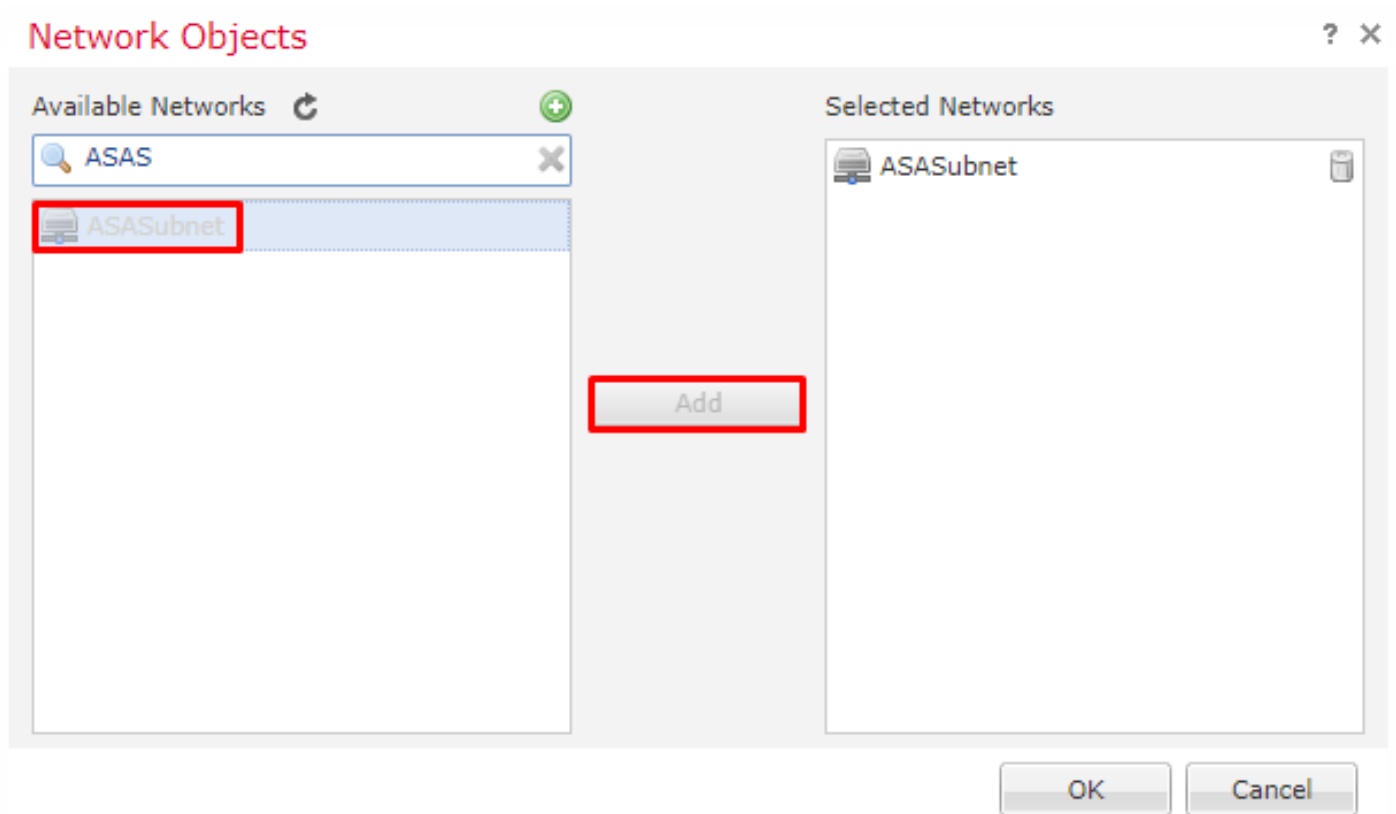 Network Objects ? ×
Available Networks
Selected Networks
ASAS
ASASubnet
ASASubnet
Add
OK
Cancel